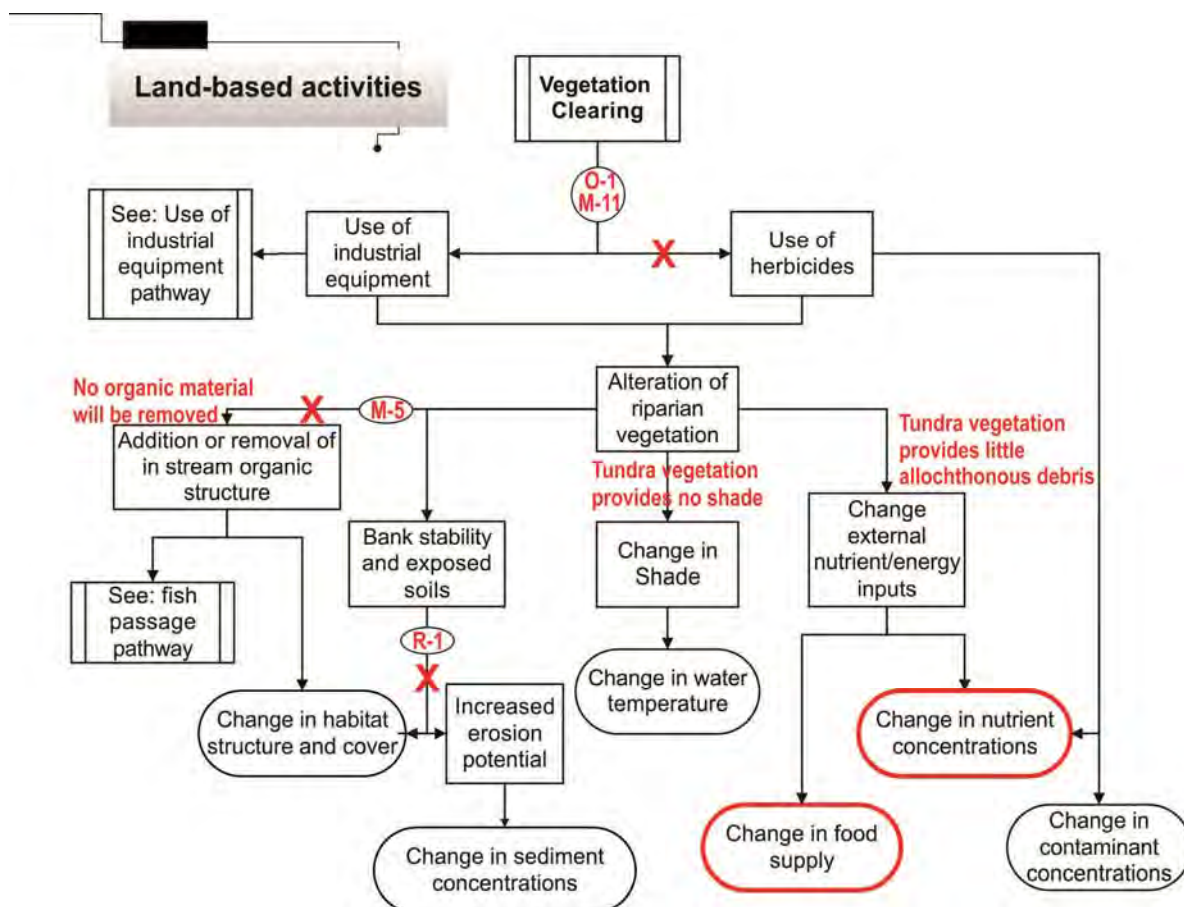 Land-based activities
Vegetation
Clearing
O-1
M-11
See: Use of
industrial
equipment
pathway
Use of
industrial
equipment
X
Use of
herbicides
No organic material
will be removed
X
M-5
Alteration of
riparian
vegetation
Tundra vegetation
provides little
allochthonous debris
Addition or removal of
in stream organic
structure
Tundra vegetation
provides no shade
Bank stability
and exposed
soils
Change in
Shade
Change
external
nutrient/energy
inputs
See: fish
passage
pathway
R-1
X
Change in habitat
structure and cover
Increased
erosion
potential
Change in water
temperature
Change in nutrient
concentrations
Change in sediment
concentrations
Change in food
supply
Change in
contaminant
concentrations